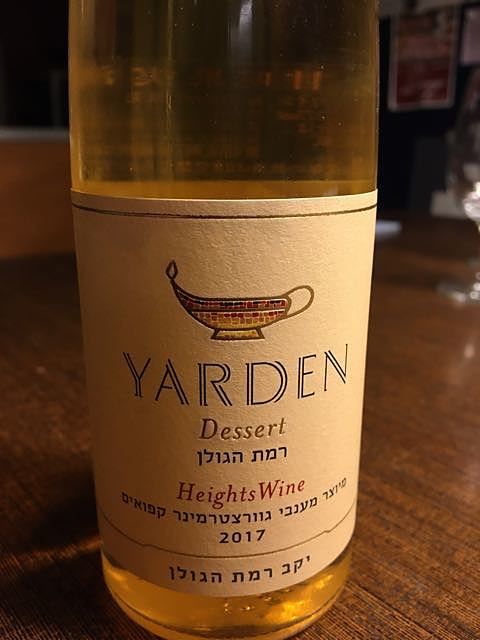 YARDEN
Dessert
רמת הגולן
HeightsWine
מיוצר מענבי גוורצטרמינר קפואים
2017
יקב רמת הגולן